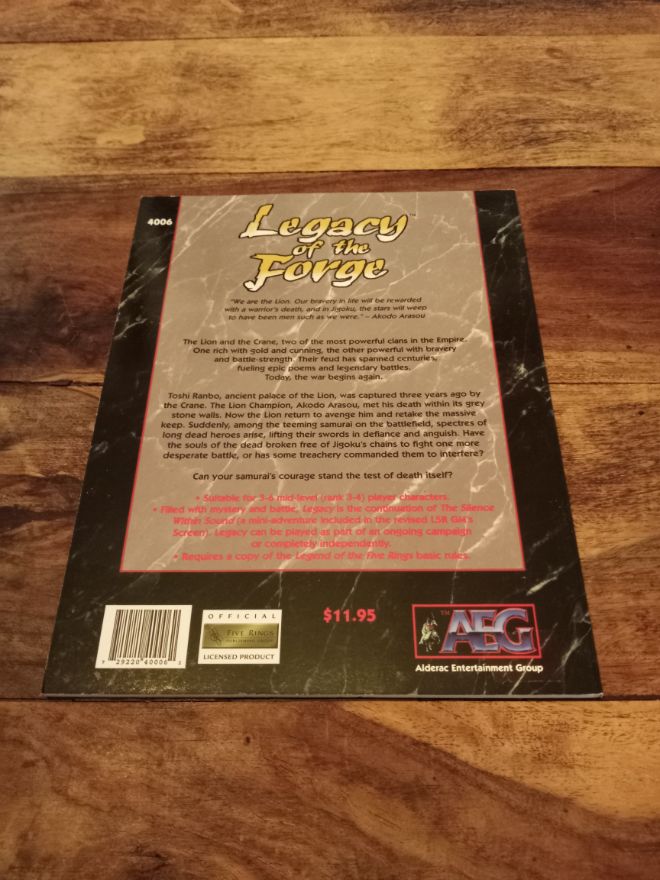 4006
Legacy™
of the
Forge
"We are the Lion. Our bravery in life will be rewarded
with a warrior's death, and in Jigoku, the stars will weep
to have been men such as we were." – Akodo Arasou
The Lion and the Crane, two of the most powerful clans in the Empire.
One rich with gold and cunning, the other powerful with bravery
and battle-strength. Their feud has spanned centuries,
fueling epic poems and legendary battles.
Today, the war begins again.
Toshi Ranbo, ancient palace of the Lion, was captured three years ago by
the Crane. The Lion Champion, Akodo Arasou, met his death within its grey
stone walls. Now the Lion return to avenge him and retake the massive
keep. Suddenly, among the teeming samurai on the battlefield, spectres of
long dead heroes arise, lifting their swords in defiance and anguish. Have
the souls of the dead broken free of Jigoku's chains to fight one more
desperate battle, or has some treachery commanded them to interfere?
Can your samurai's courage stand the test of death itself?
• Suitable for 3-6 mid-level (rank 3-4) player characters.
• Filled with mystery and battle, Legacy is the continuation of The Silence
Within Sound (a mini-adventure included in the revised L5R GM's
Screen). Legacy can be played as part of an ongoing campaign
or completely independently.
• Requires a copy of the Legend of the Five Rings basic rules.
9 29220 40006 2
OFFICIAL
FIVE RINGS
LICENSED PRODUCT
$11.95
™ AEG
Alderac Entertainment Group